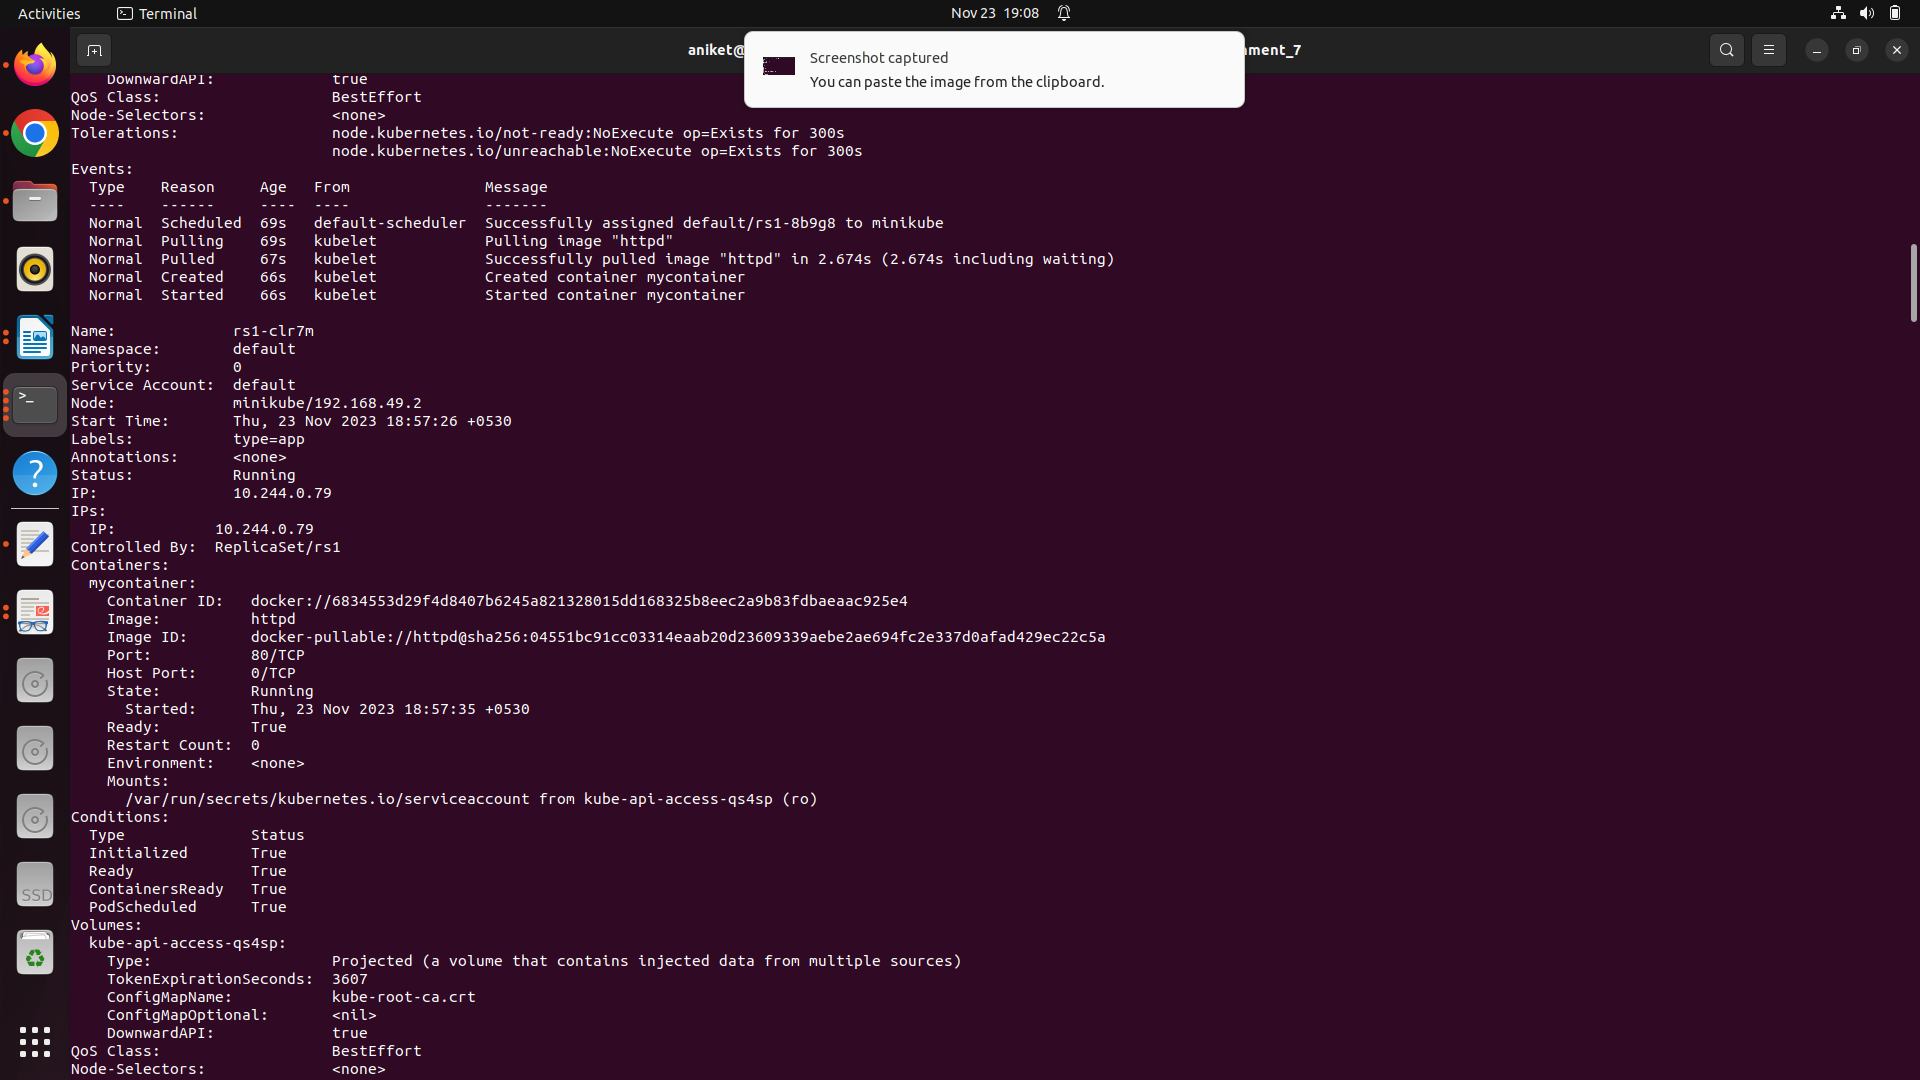 Activities Terminal Nov 23 19:08
aniket@ nment_7
Screenshot captured
You can paste the image from the clipboard.
DownwardAPI: true
QoS Class: BestEffort
Node-Selectors: <none>
Tolerations: node.kubernetes.io/not-ready:NoExecute op=Exists for 300s
node.kubernetes.io/unreachable:NoExecute op=Exists for 300s
Events:
Type Reason Age From Message
---- ------ ---- ---- -------
Normal Scheduled 69s default-scheduler Successfully assigned default/rs1-8b9g8 to minikube
Normal Pulling 69s kubelet Pulling image "httpd"
Normal Pulled 67s kubelet Successfully pulled image "httpd" in 2.674s (2.674s including waiting)
Normal Created 66s kubelet Created container mycontainer
Normal Started 66s kubelet Started container mycontainer
Name: rs1-clr7m
Namespace: default
Priority: 0
Service Account: default
Node: minikube/192.168.49.2
Start Time: Thu, 23 Nov 2023 18:57:26 +0530
Labels: type=app
Annotations: <none>
Status: Running
IP: 10.244.0.79
IPs:
IP: 10.244.0.79
Controlled By: ReplicaSet/rs1
Containers:
mycontainer:
Container ID: docker://6834553d29f4d8407b6245a821328015dd168325b8eec2a9b83fdbaeaac925e4
Image: httpd
Image ID: docker-pullable://httpd@sha256:04551bc91cc03314eaab20d23609339aebe2ae694fc2e337d0afad429ec22c5a
Port: 80/TCP
Host Port: 0/TCP
State: Running
Started: Thu, 23 Nov 2023 18:57:35 +0530
Ready: True
Restart Count: 0
Environment: <none>
Mounts:
/var/run/secrets/kubernetes.io/serviceaccount from kube-api-access-qs4sp (ro)
Conditions:
Type Status
Initialized True
Ready True
ContainersReady True
PodScheduled True
Volumes:
kube-api-access-qs4sp:
Type: Projected (a volume that contains injected data from multiple sources)
TokenExpirationSeconds: 3607
ConfigMapName: kube-root-ca.crt
ConfigMapOptional: <nil>
DownwardAPI: true
QoS Class: BestEffort
Node-Selectors: <none>
SSD